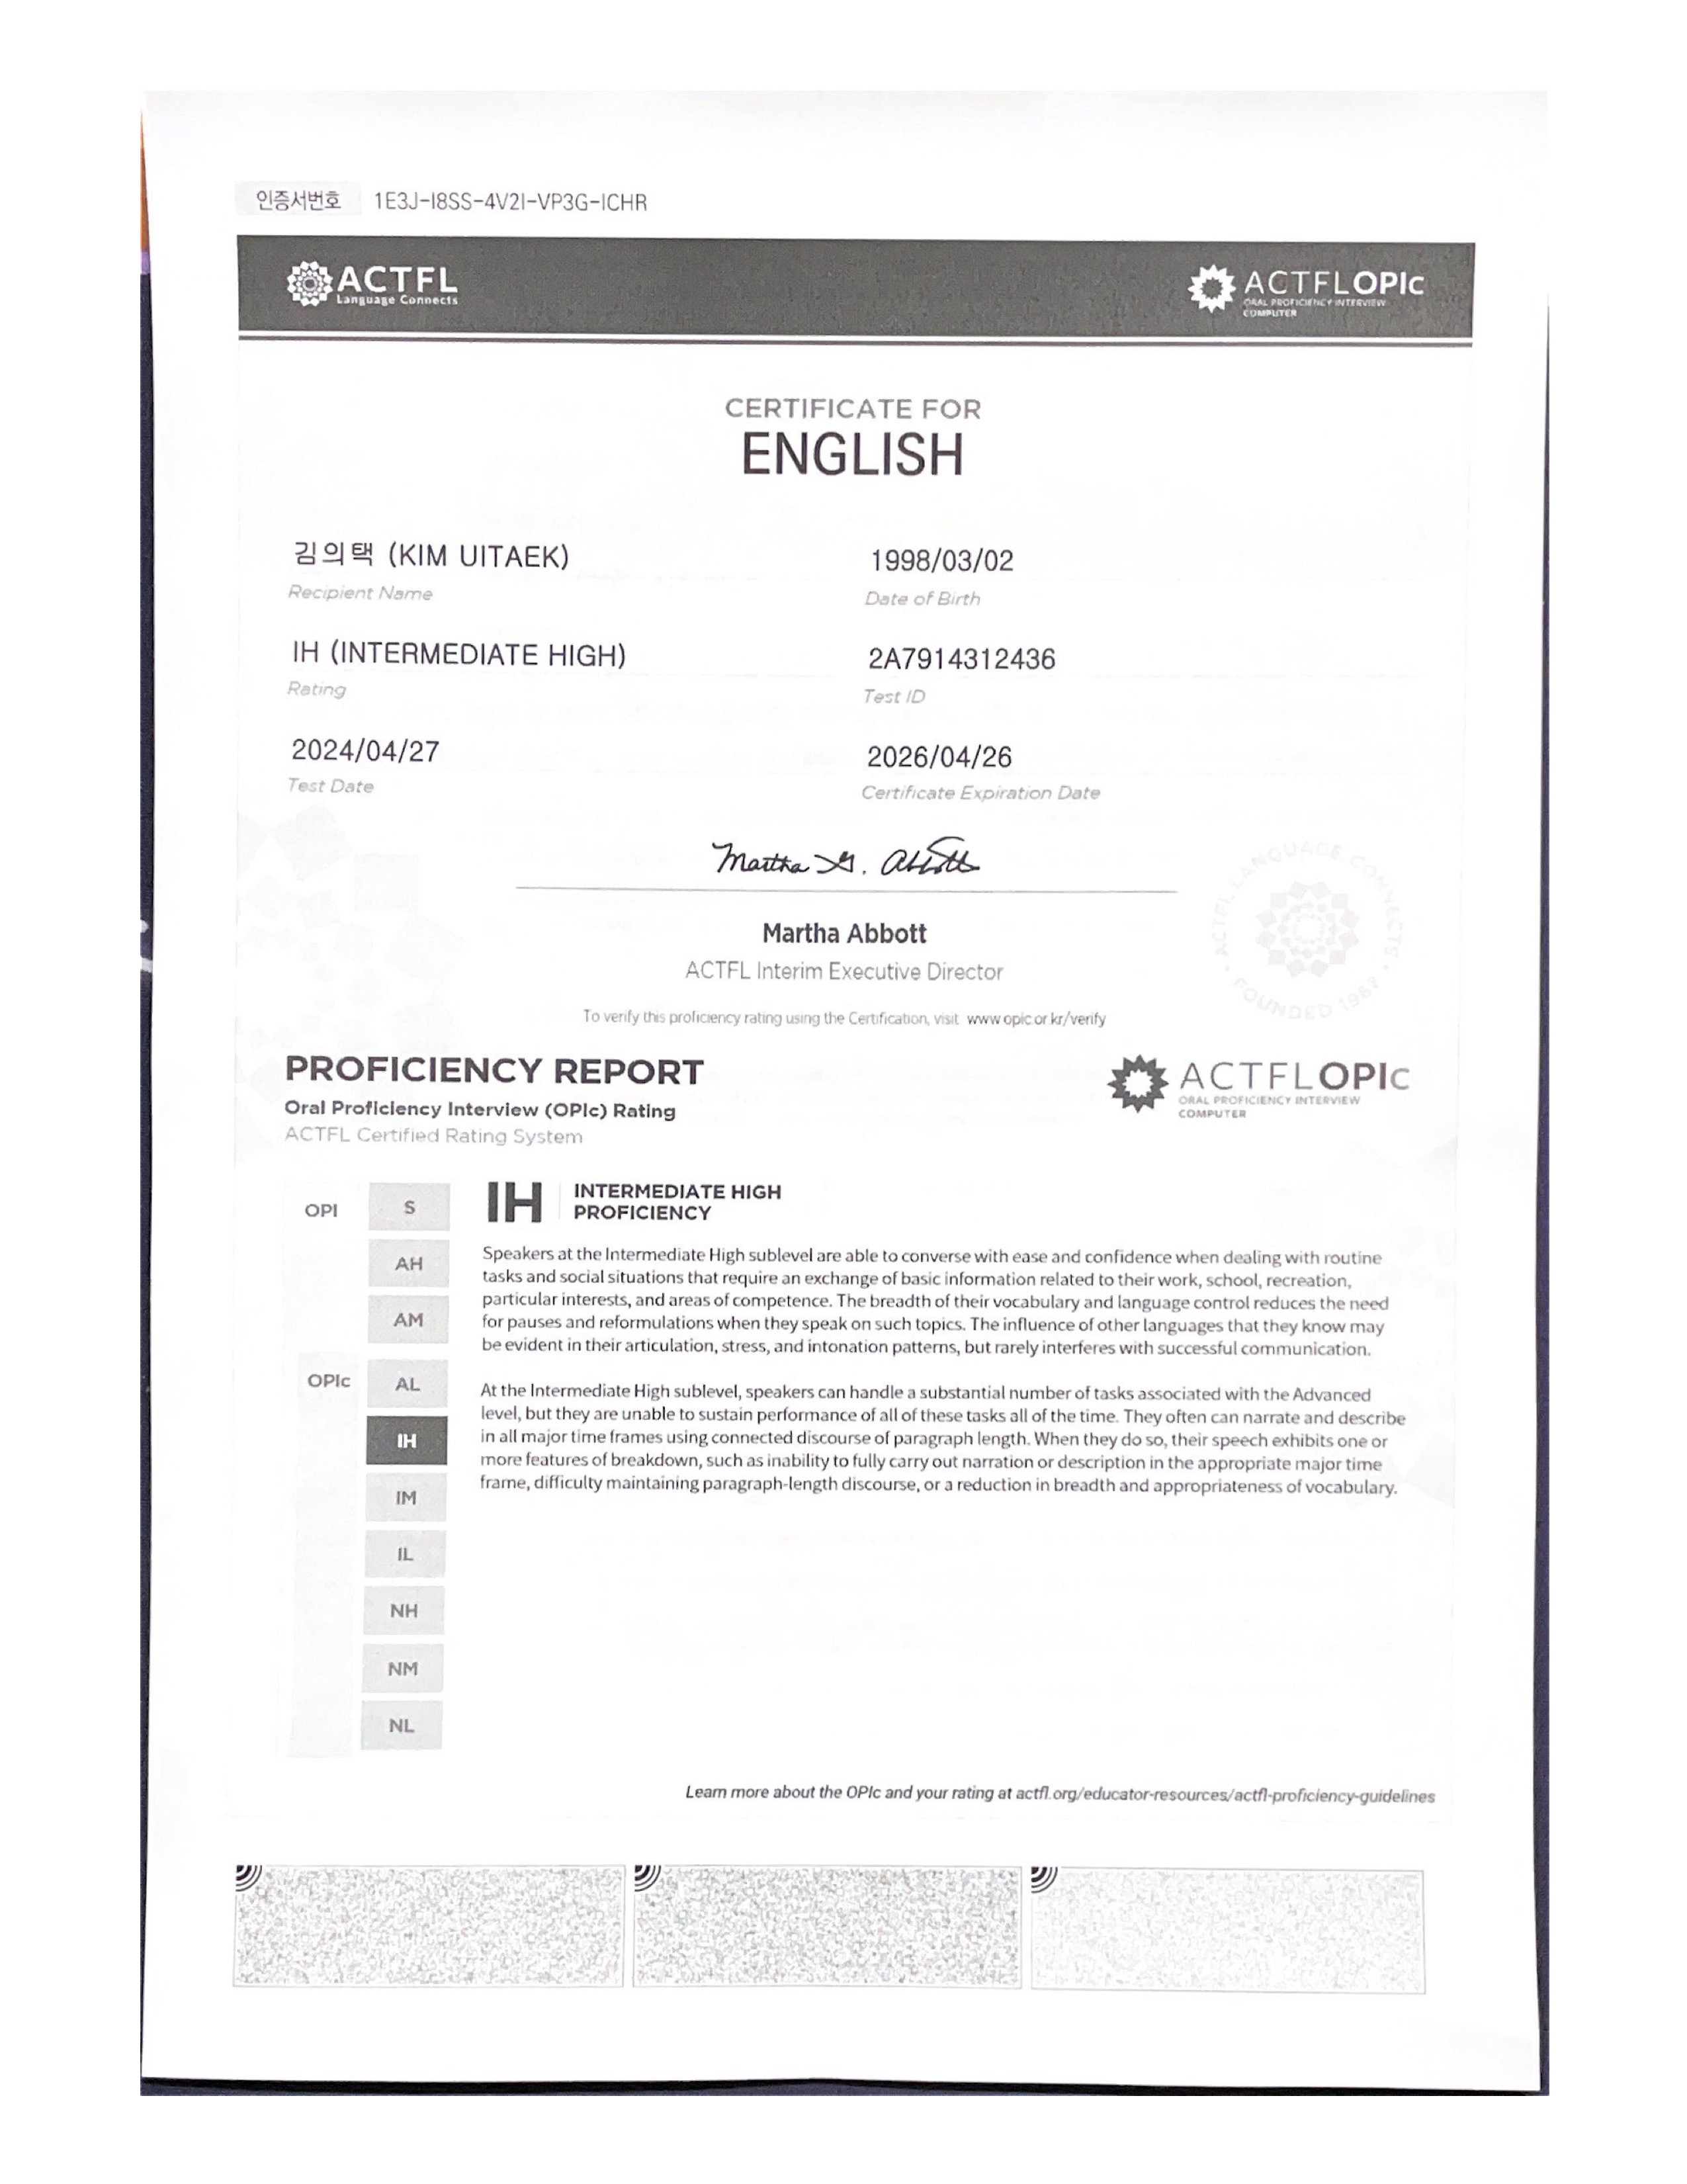 인증서번호 1E3J-I8SS-4V2I-VP3G-ICHR
ACTFL
Language Connects
ACTFLOPIc
ORAL PROFICIENCY INTERVIEW
COMPUTER
CERTIFICATE FOR
ENGLISH
김의택 (KIM UITAEK)
Recipient Name
1998/03/02
Date of Birth
IH (INTERMEDIATE HIGH)
Rating
2A7914312436
Test ID
2024/04/27
Test Date
2026/04/26
Certificate Expiration Date
Martha G. Abbott
Martha Abbott
ACTFL Interim Executive Director
ACTFL LANGUAGE CONNECTS
FOUNDED 1967
To verify this proficiency rating using the Certification, visit www.opic.or.kr/verify
PROFICIENCY REPORT
Oral Proficiency Interview (OPIc) Rating
ACTFL Certified Rating System
ACTFLOPIc
ORAL PROFICIENCY INTERVIEW
COMPUTER
OPI
S
AH
AM
OPIc
AL
IH
IM
IL
NH
NM
NL
IH
INTERMEDIATE HIGH
PROFICIENCY
Speakers at the Intermediate High sublevel are able to converse with ease and confidence when dealing with routine
tasks and social situations that require an exchange of basic information related to their work, school, recreation,
particular interests, and areas of competence. The breadth of their vocabulary and language control reduces the need
for pauses and reformulations when they speak on such topics. The influence of other languages that they know may
be evident in their articulation, stress, and intonation patterns, but rarely interferes with successful communication.
At the Intermediate High sublevel, speakers can handle a substantial number of tasks associated with the Advanced
level, but they are unable to sustain performance of all of these tasks all of the time. They often can narrate and describe
in all major time frames using connected discourse of paragraph length. When they do so, their speech exhibits one or
more features of breakdown, such as inability to fully carry out narration or description in the appropriate major time
frame, difficulty maintaining paragraph-length discourse, or a reduction in breadth and appropriateness of vocabulary.
Learn more about the OPIc and your rating at actfl.org/educator-resources/actfl-proficiency-guidelines